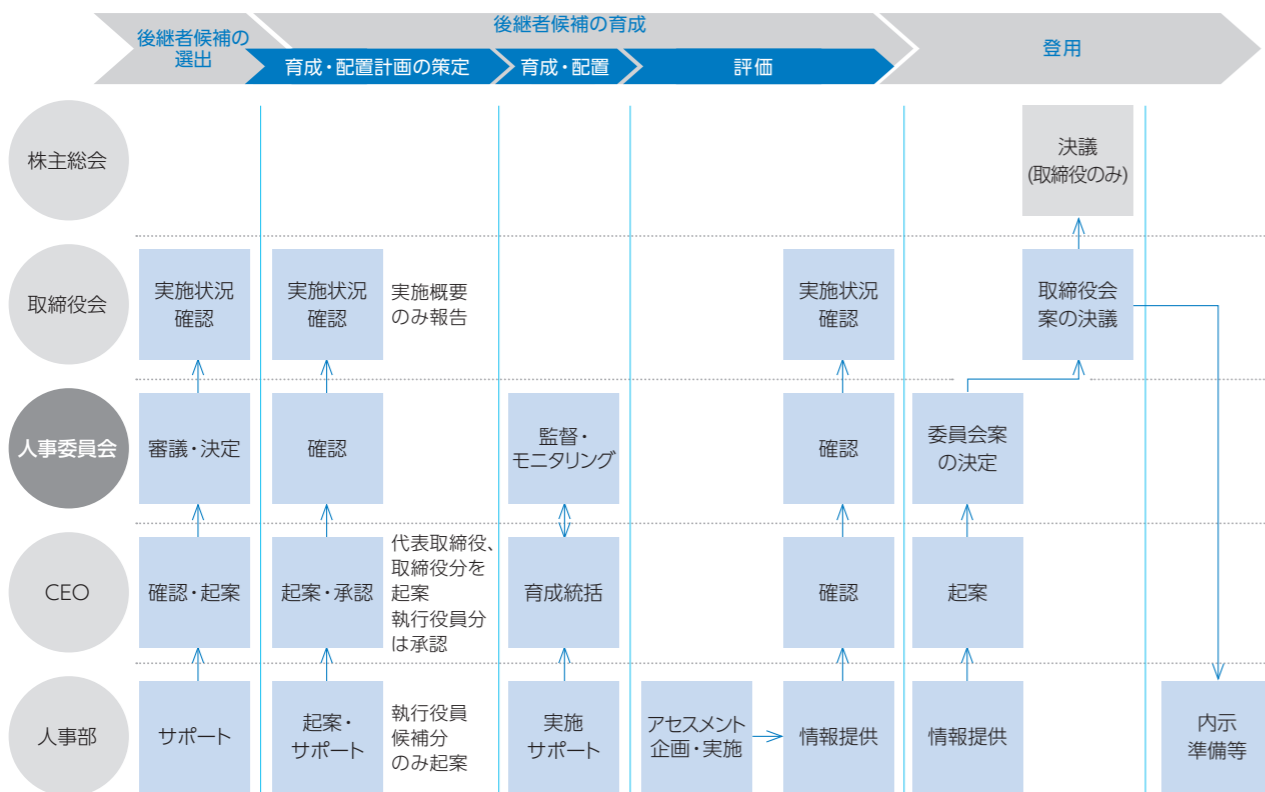 後継者候補の
選出
後継者候補の育成
登用
育成・配置計画の策定
育成・配置
評価
株主総会
決議
(取締役のみ)
取締役会
実施状況
確認
実施状況
確認
実施概要
のみ報告
実施状況
確認
取締役会
案の決議
人事委員会
審議・決定
確認
監督・
モニタリング
確認
委員会案
の決定
CEO
確認・起案
起案・承認
代表取締役、
取締役分を
起案
執行役員分
は承認
育成統括
確認
起案
人事部
サポート
起案・
サポート
執行役員
候補分
のみ起案
実施
サポート
アセスメント
企画・実施
情報提供
情報提供
内示
準備等